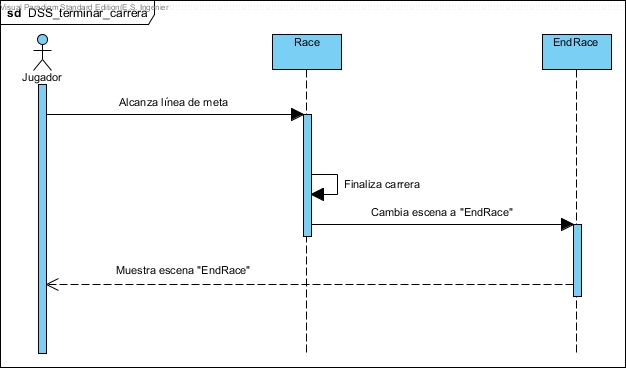 Visual Paradigm Standard Edition(E.S. Ingenier
sd DSS_terminar_carrera
Jugador
Race
EndRace
Alcanza línea de meta
Finaliza carrera
Cambia escena a "EndRace"
Muestra escena "EndRace"